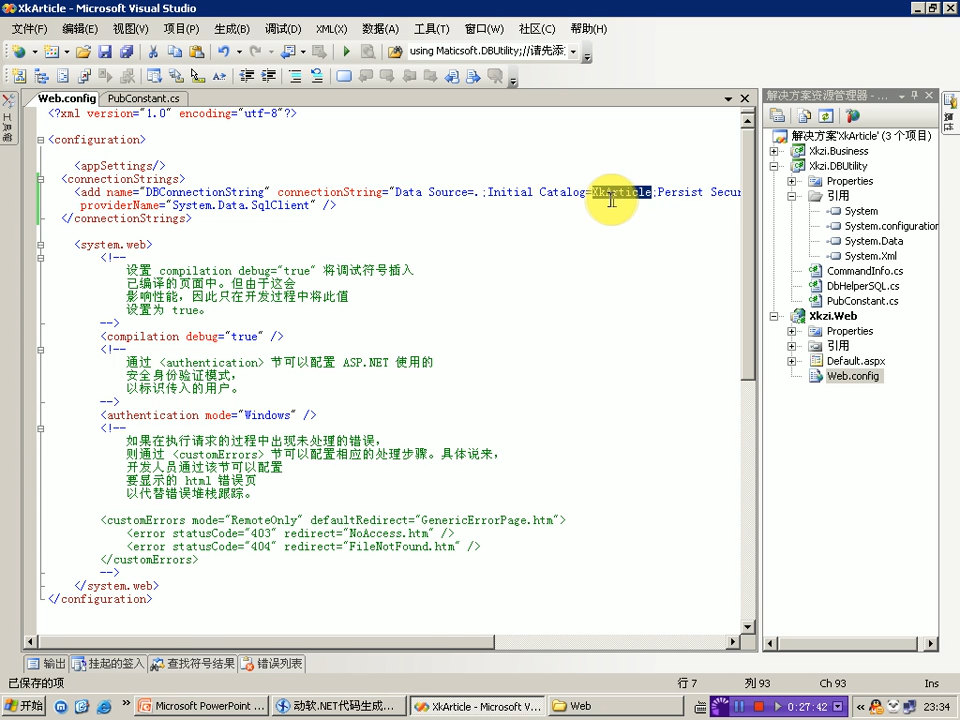 XkArticle - Microsoft Visual Studio
文件(F) 编辑(E) 视图(V) 项目(P) 生成(B) 调试(D) XML(X) 数据(A) 工具(T) 窗口(W) 社区(C) 帮助(H)
using Maticsoft.DBUtility;//请先添
Web.config PubConstant.cs
工具箱
<?xml version="1.0" encoding="utf-8"?>
<configuration>
<appSettings/>
<connectionStrings>
<add name="DBConnectionString" connectionString="Data Source=.;Initial Catalog=XkArticle;Persist Secur
providerName="System.Data.SqlClient" />
</connectionStrings>
<system.web>
<!--
设置 compilation debug="true" 将调试符号插入
已编译的页面中。但由于这会
影响性能，因此只在开发过程中将此值
设置为 true。
-->
<compilation debug="true" />
<!--
通过 <authentication> 节可以配置 ASP.NET 使用的
安全身份验证模式，
以标识传入的用户。
-->
<authentication mode="Windows" />
<!--
如果在执行请求的过程中出现未处理的错误，
则通过 <customErrors> 节可以配置相应的处理步骤。具体说来，
开发人员通过该节可以配置
要显示的 html 错误页
以代替错误堆栈跟踪。
<customErrors mode="RemoteOnly" defaultRedirect="GenericErrorPage.htm">
<error statusCode="403" redirect="NoAccess.htm" />
<error statusCode="404" redirect="FileNotFound.htm" />
</customErrors>
-->
</system.web>
</configuration>
解决方案资源管理器 - ...
解决方案'XkArticle' (3 个项目)
Xkzi.Business
Xkzi.DBUtility
Properties
引用
System
System.configuration
System.Data
System.Xml
CommandInfo.cs
DbHelperSQL.cs
PubConstant.cs
Xkzi.Web
Properties
引用
Default.aspx
Web.config
属性
输出 挂起的签入 查找符号结果 错误列表
已保存的项 行 7 列 93 Ch 93 Ins
开始 Microsoft PowerPoint ... 动软.NET代码生成... XkArticle - Microsoft V... Web 0:27:42 23:34